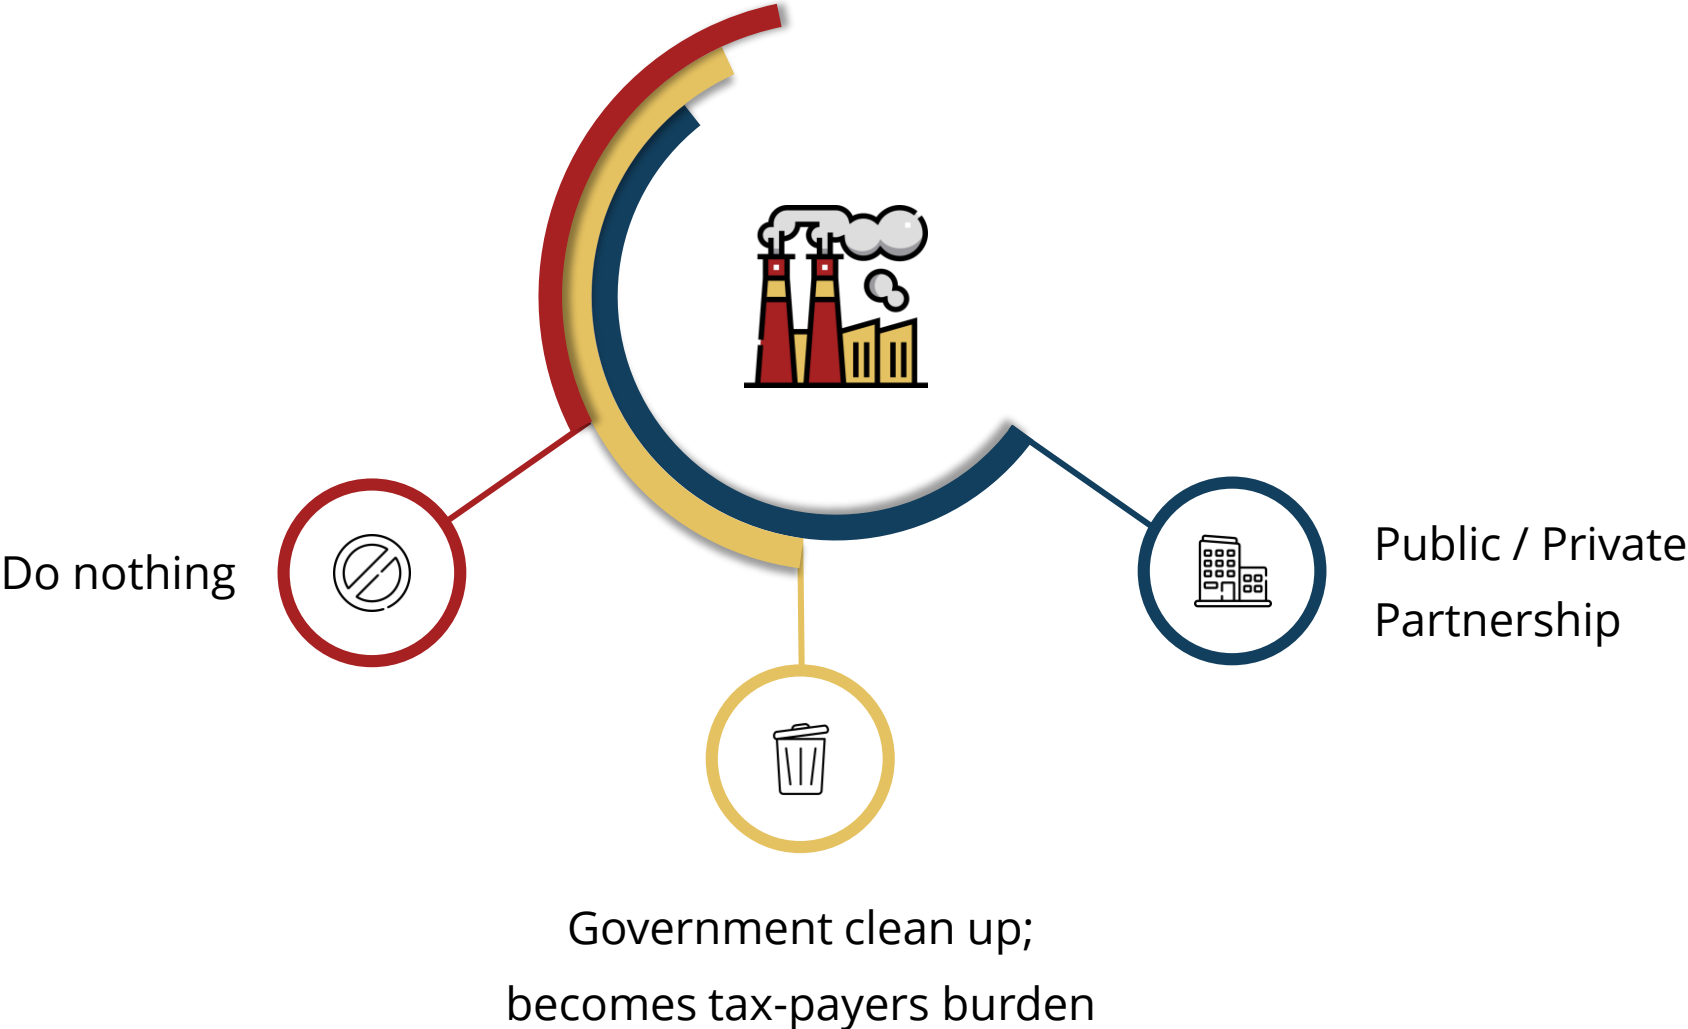 Do nothing
Public / Private
Partnership
Government clean up;
becomes tax-payers burden